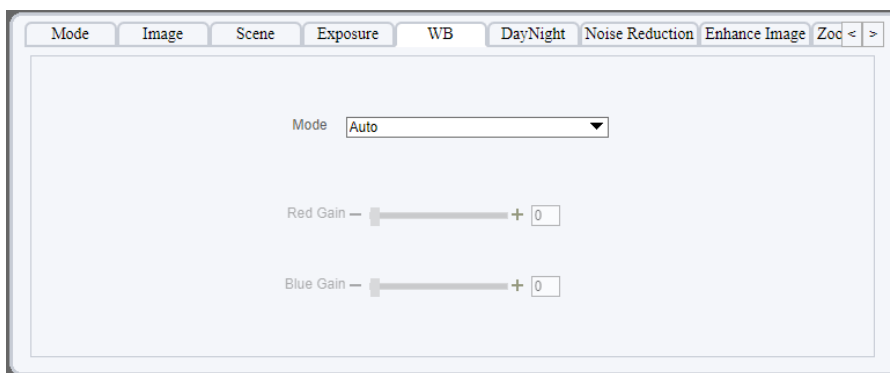 Mode Image Scene Exposure WB DayNight Noise Reduction Enhance Image < >
Mode Auto
Red Gain − + 0
Blue Gain − + 0